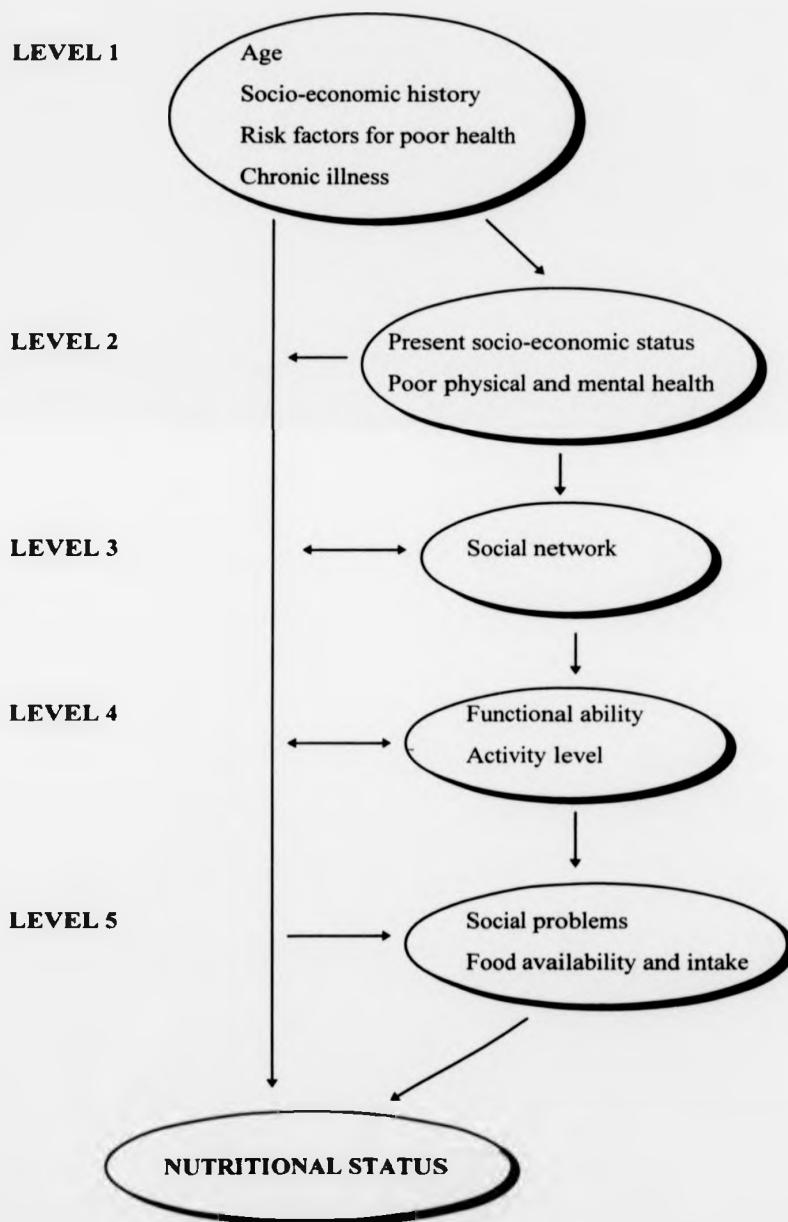 LEVEL 1
Age
Socio-economic history
Risk factors for poor health
Chronic illness
LEVEL 2
Present socio-economic status
Poor physical and mental health
LEVEL 3
Social network
LEVEL 4
Functional ability
Activity level
LEVEL 5
Social problems
Food availability and intake
NUTRITIONAL STATUS